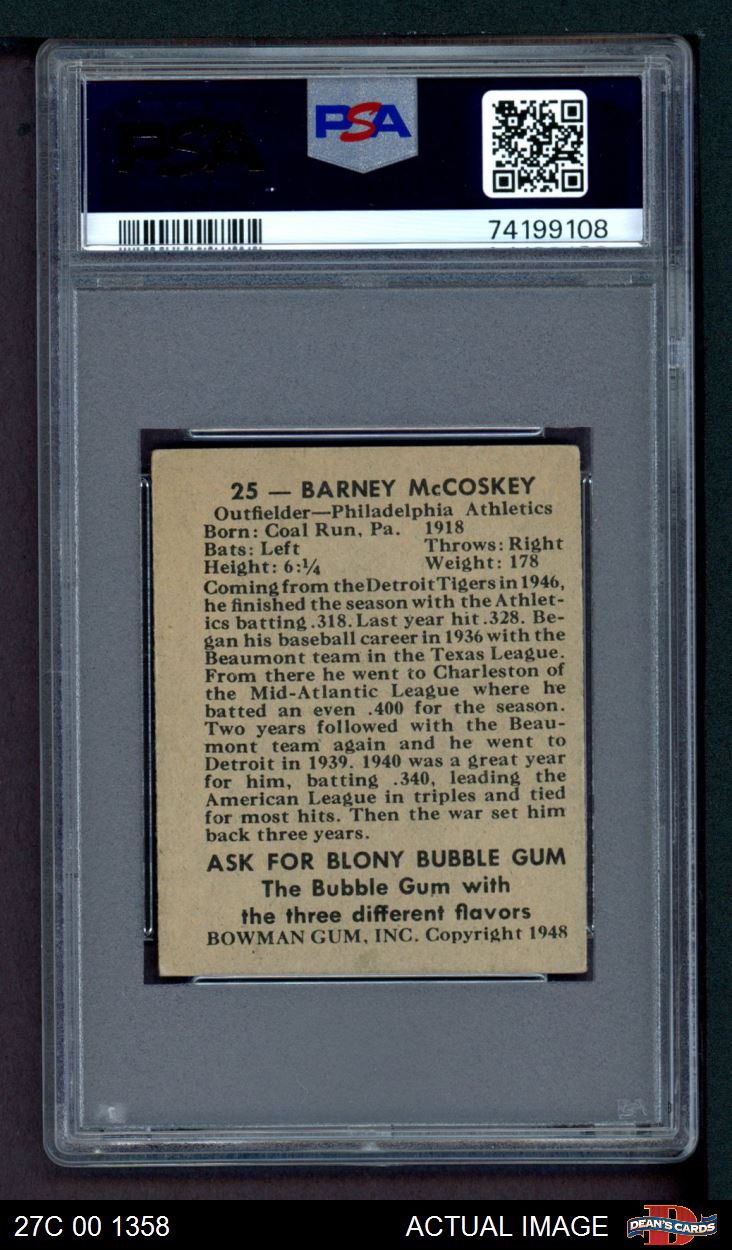 PSA
PSA
74199108
25 — BARNEY McCOSKEY
Outfielder—Philadelphia Athletics
Born: Coal Run, Pa. 1918
Bats: Left Throws: Right
Height: 6:¼ Weight: 178
Coming from the Detroit Tigers in 1946,
he finished the season with the Athlet-
ics batting .318. Last year hit .328. Be-
gan his baseball career in 1936 with the
Beaumont team in the Texas League.
From there he went to Charleston of
the Mid-Atlantic League where he
batted an even .400 for the season.
Two years followed with the Beau-
mont team again and he went to
Detroit in 1939. 1940 was a great year
for him, batting .340, leading the
American League in triples and tied
for most hits. Then the war set him
back three years.
ASK FOR BLONY BUBBLE GUM
The Bubble Gum with
the three different flavors
BOWMAN GUM, INC. Copyright 1948
27C 00 1358 ACTUAL IMAGE DEAN'S CARDS